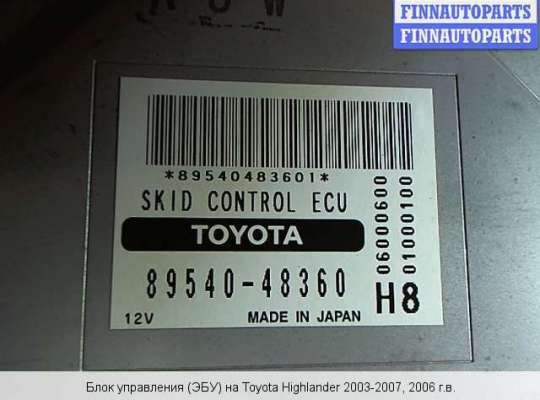 FINNAUTOPARTS
FINNAUTOPARTS
*89540483601*
SKID CONTROL ECU
TOYOTA
89540-48360
12V
MADE IN JAPAN
H8
06000600
01000100
Блок управления (ЭБУ) на Toyota Highlander 2003-2007, 2006 г.в.